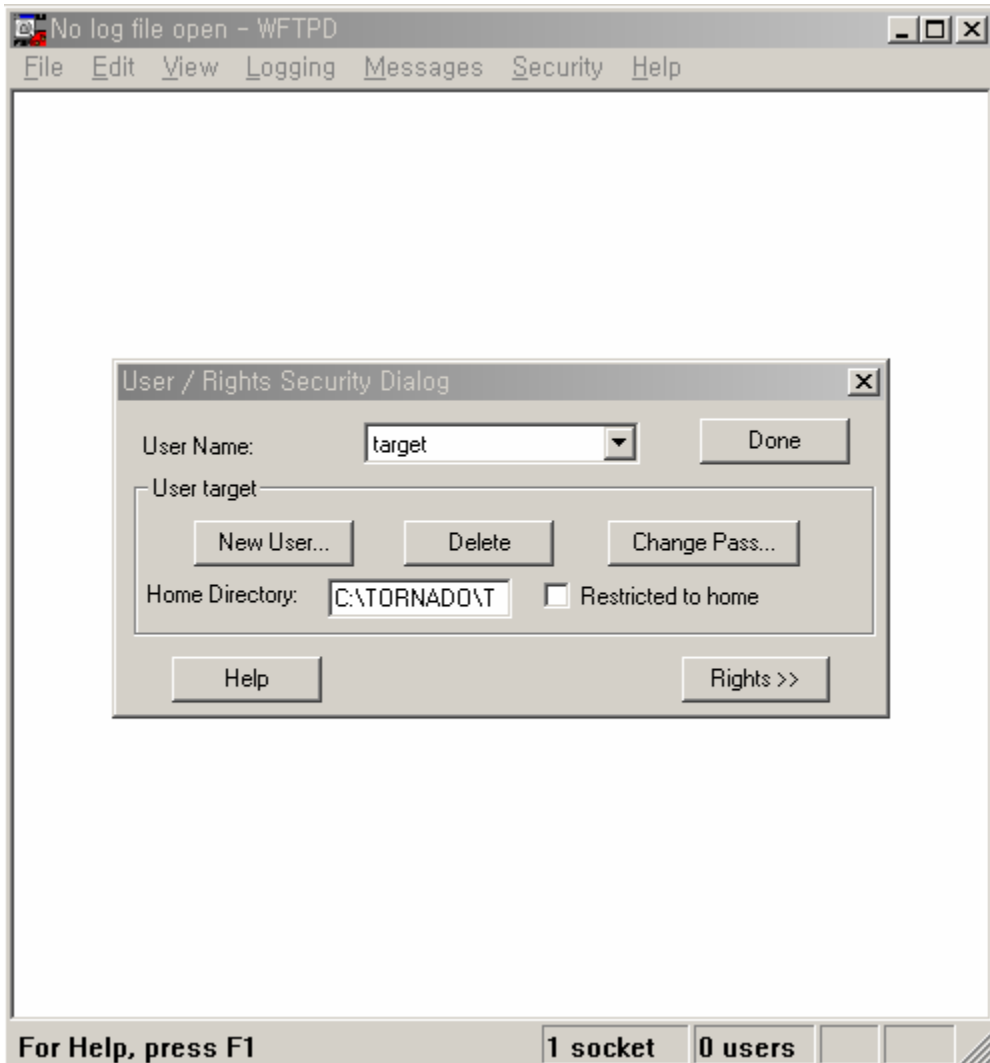 No log file open - WFTPD
File Edit View Logging Messages Security Help
User / Rights Security Dialog
User Name: target Done
User target
New User... Delete Change Pass...
Home Directory: C:\TORNADO\T Restricted to home
Help Rights >>
For Help, press F1 1 socket 0 users